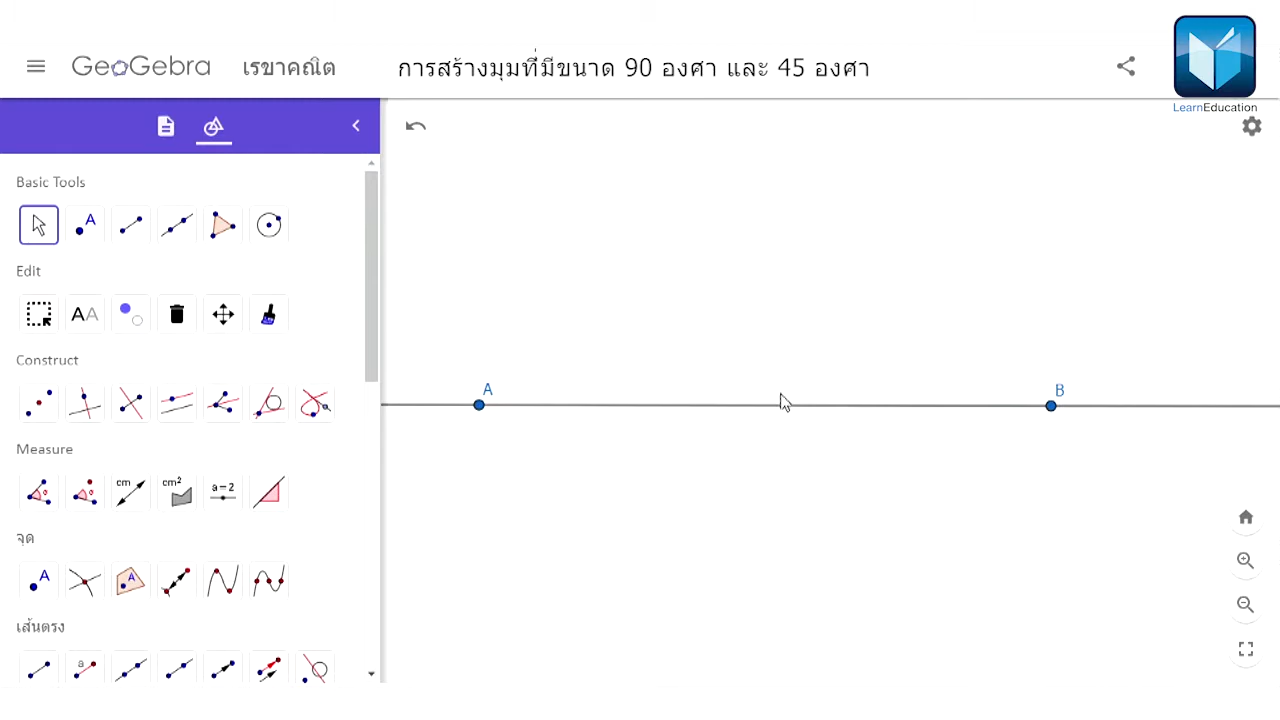 GeoGebra เรขาคณิต การสร้างมุมที่มีขนาด 90 องศา และ 45 องศา
LearnEducation
Basic Tools
A
Edit
AA
Construct
A
B
Measure
cm
cm²
a=2
จุด
A
A
เส้นตรง
a